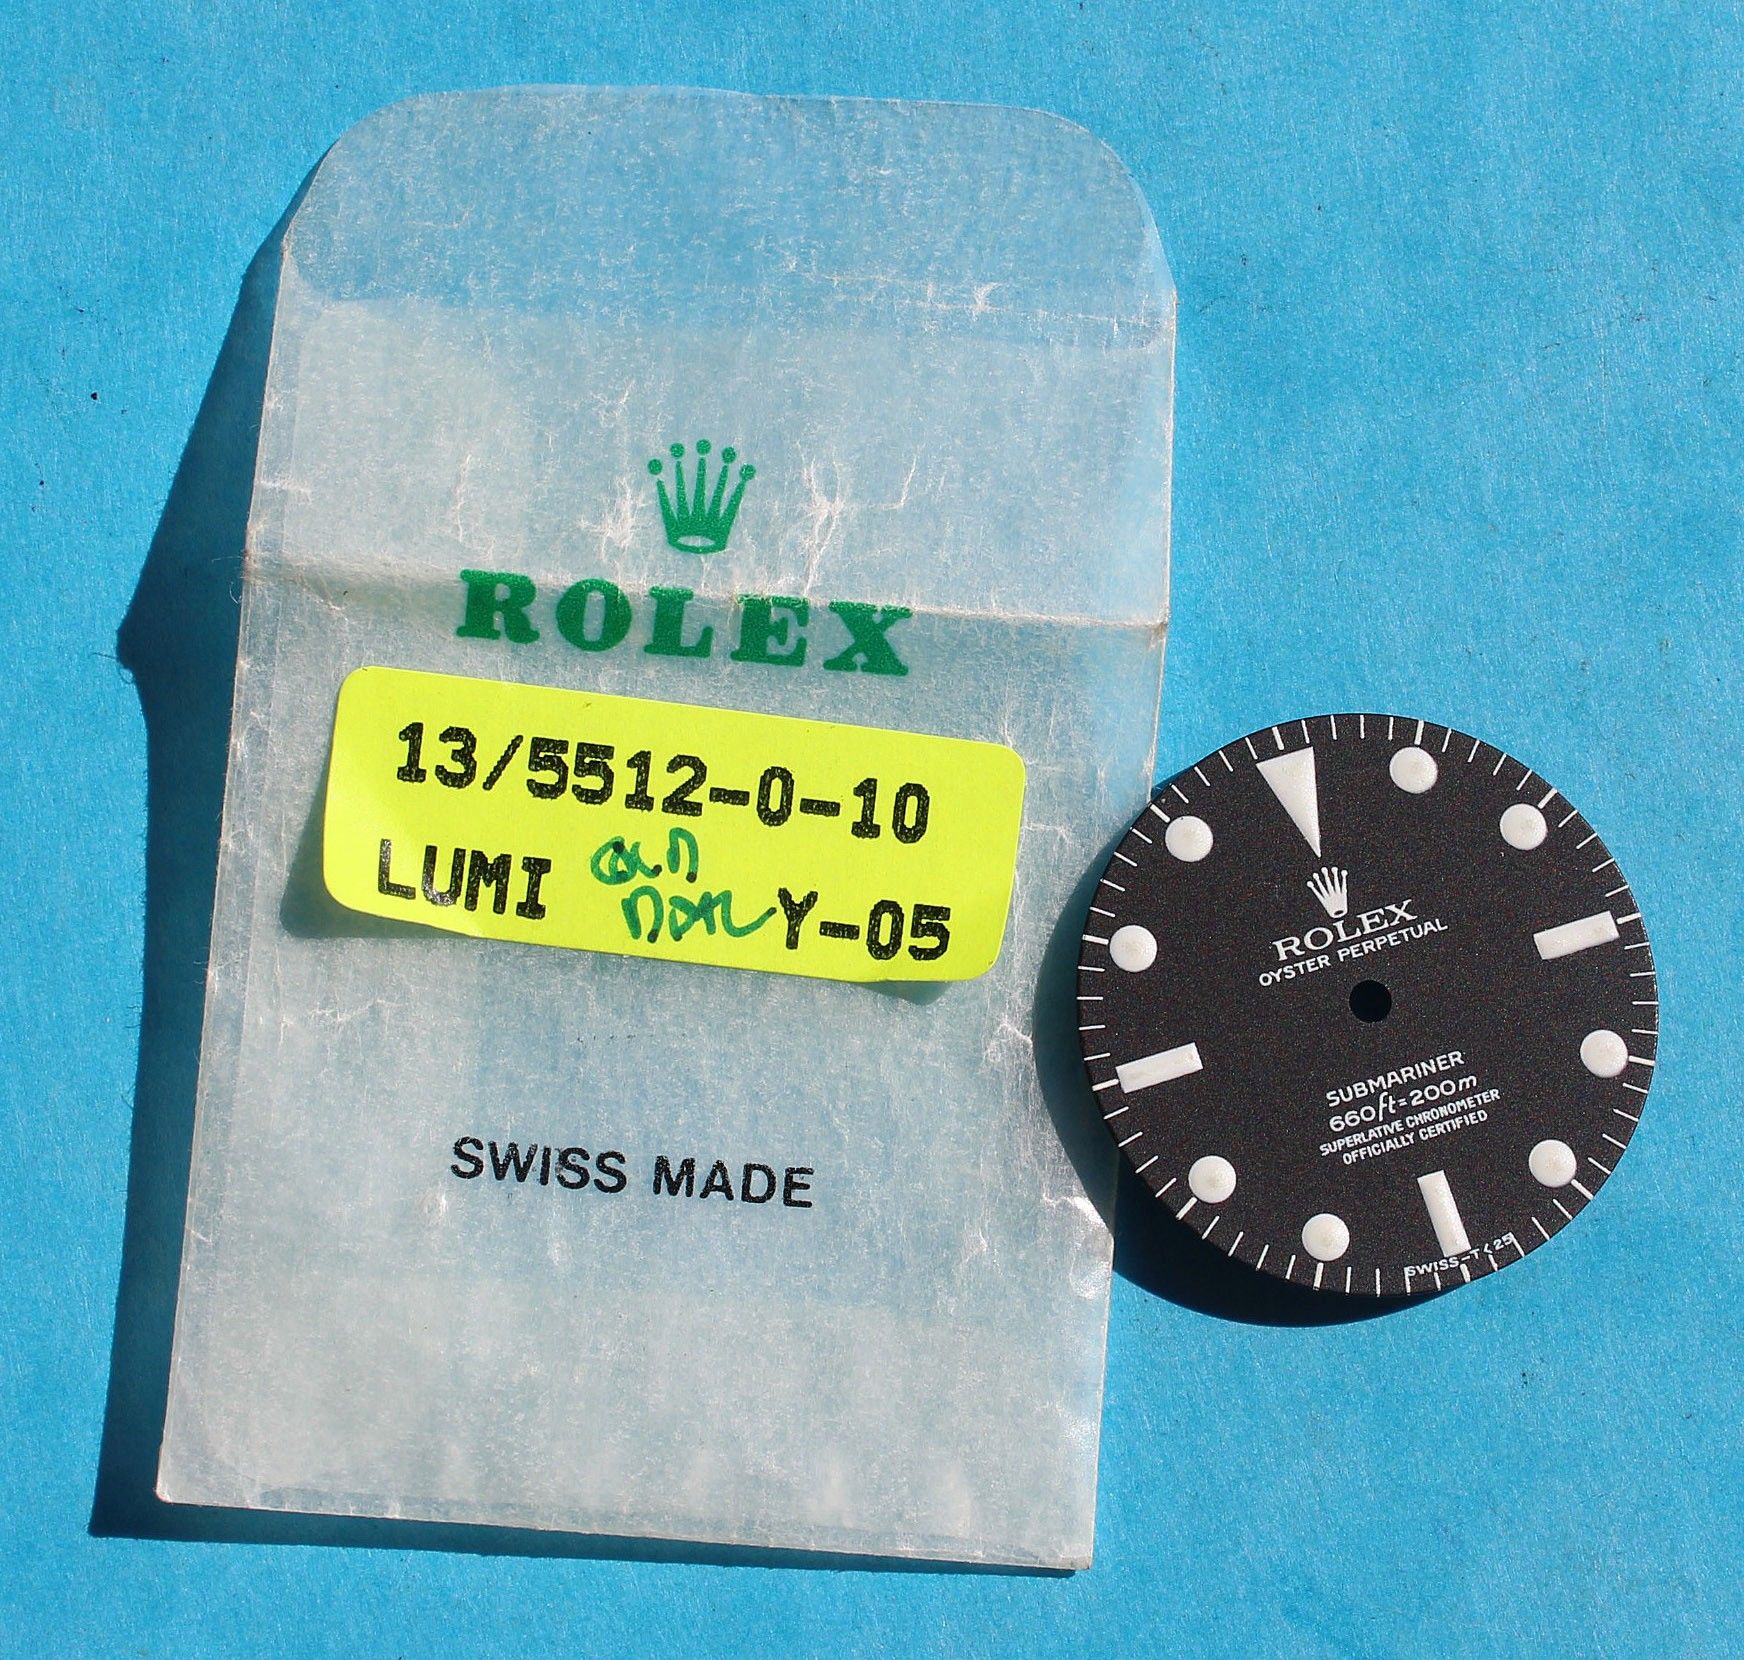 ROLEX
13/5512-0-10
LUMI Y-05
SWISS MADE
ROLEX
OYSTER PERPETUAL
SUBMARINER
660ft=200m
SUPERLATIVE CHRONOMETER
OFFICIALLY CERTIFIED
SWISS-T<25